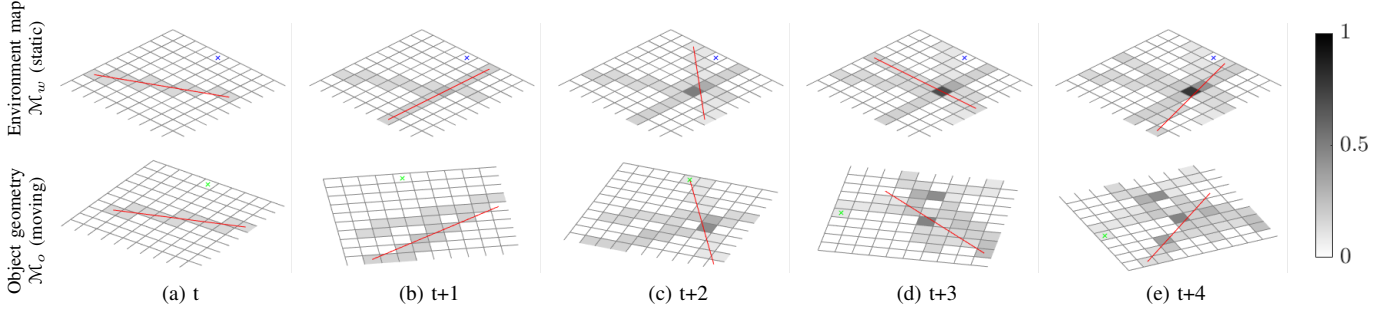 Environment map
ℳw (static)
Object geometry
ℳo (moving)
1
0.5
0
(a) t
(b) t+1
(c) t+2
(d) t+3
(e) t+4